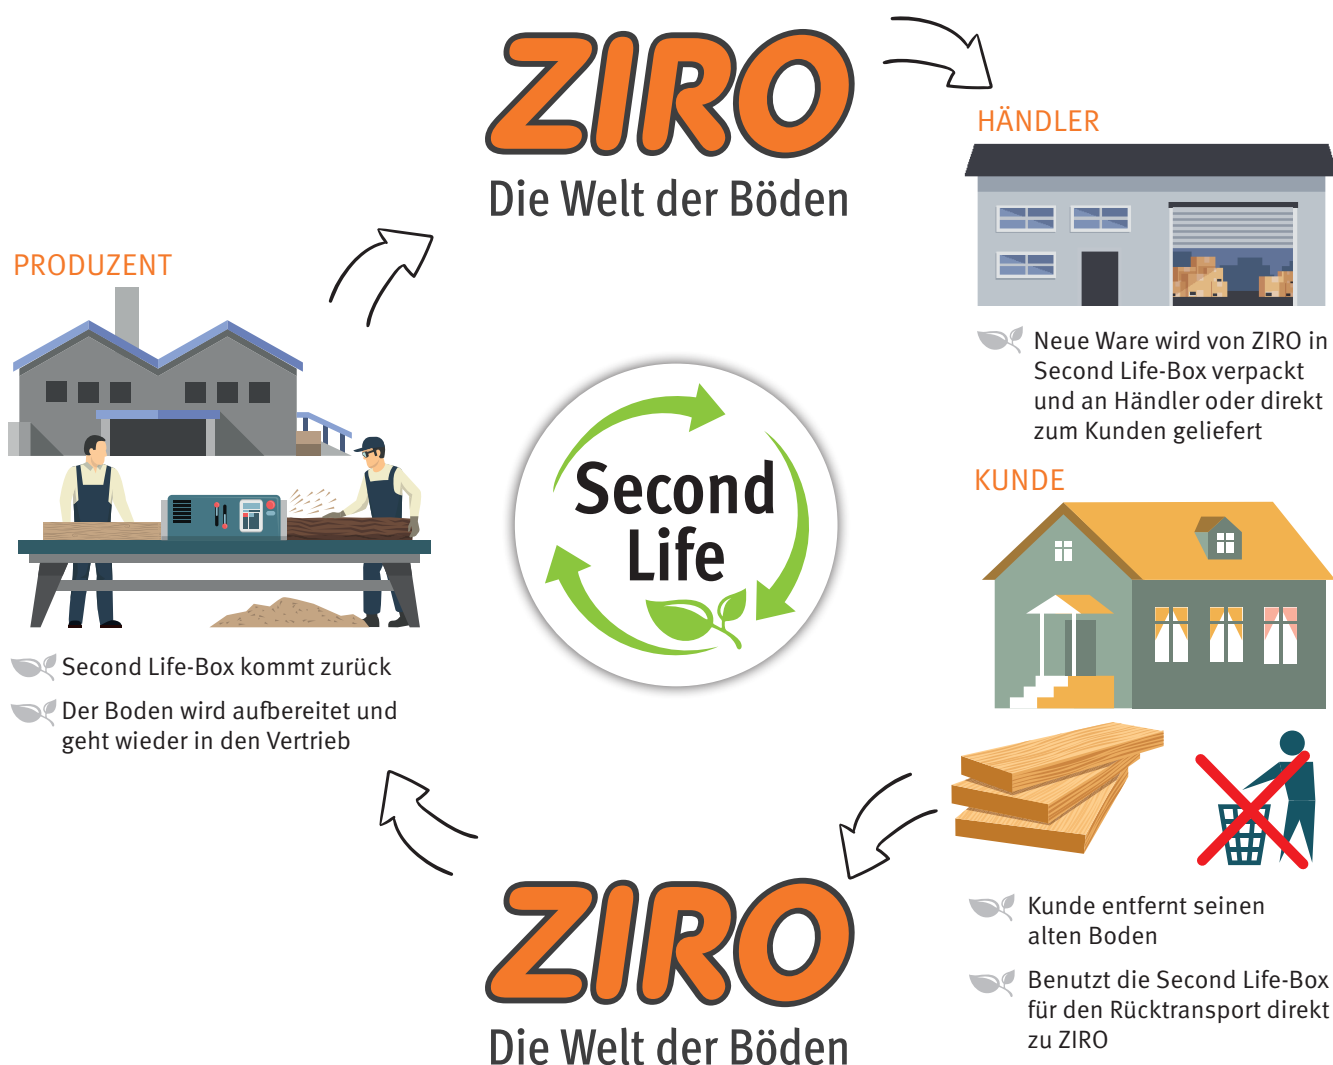 ZIRO
Die Welt der Böden
HÄNDLER
Neue Ware wird von ZIRO in
Second Life-Box verpackt
und an Händler oder direkt
zum Kunden geliefert
KUNDE
Kunde entfernt seinen
alten Boden
Benutzt die Second Life-Box
für den Rücktransport direkt
zu ZIRO
ZIRO
Die Welt der Böden
PRODUZENT
Second Life-Box kommt zurück
Der Boden wird aufbereitet und
geht wieder in den Vertrieb
Second
Life